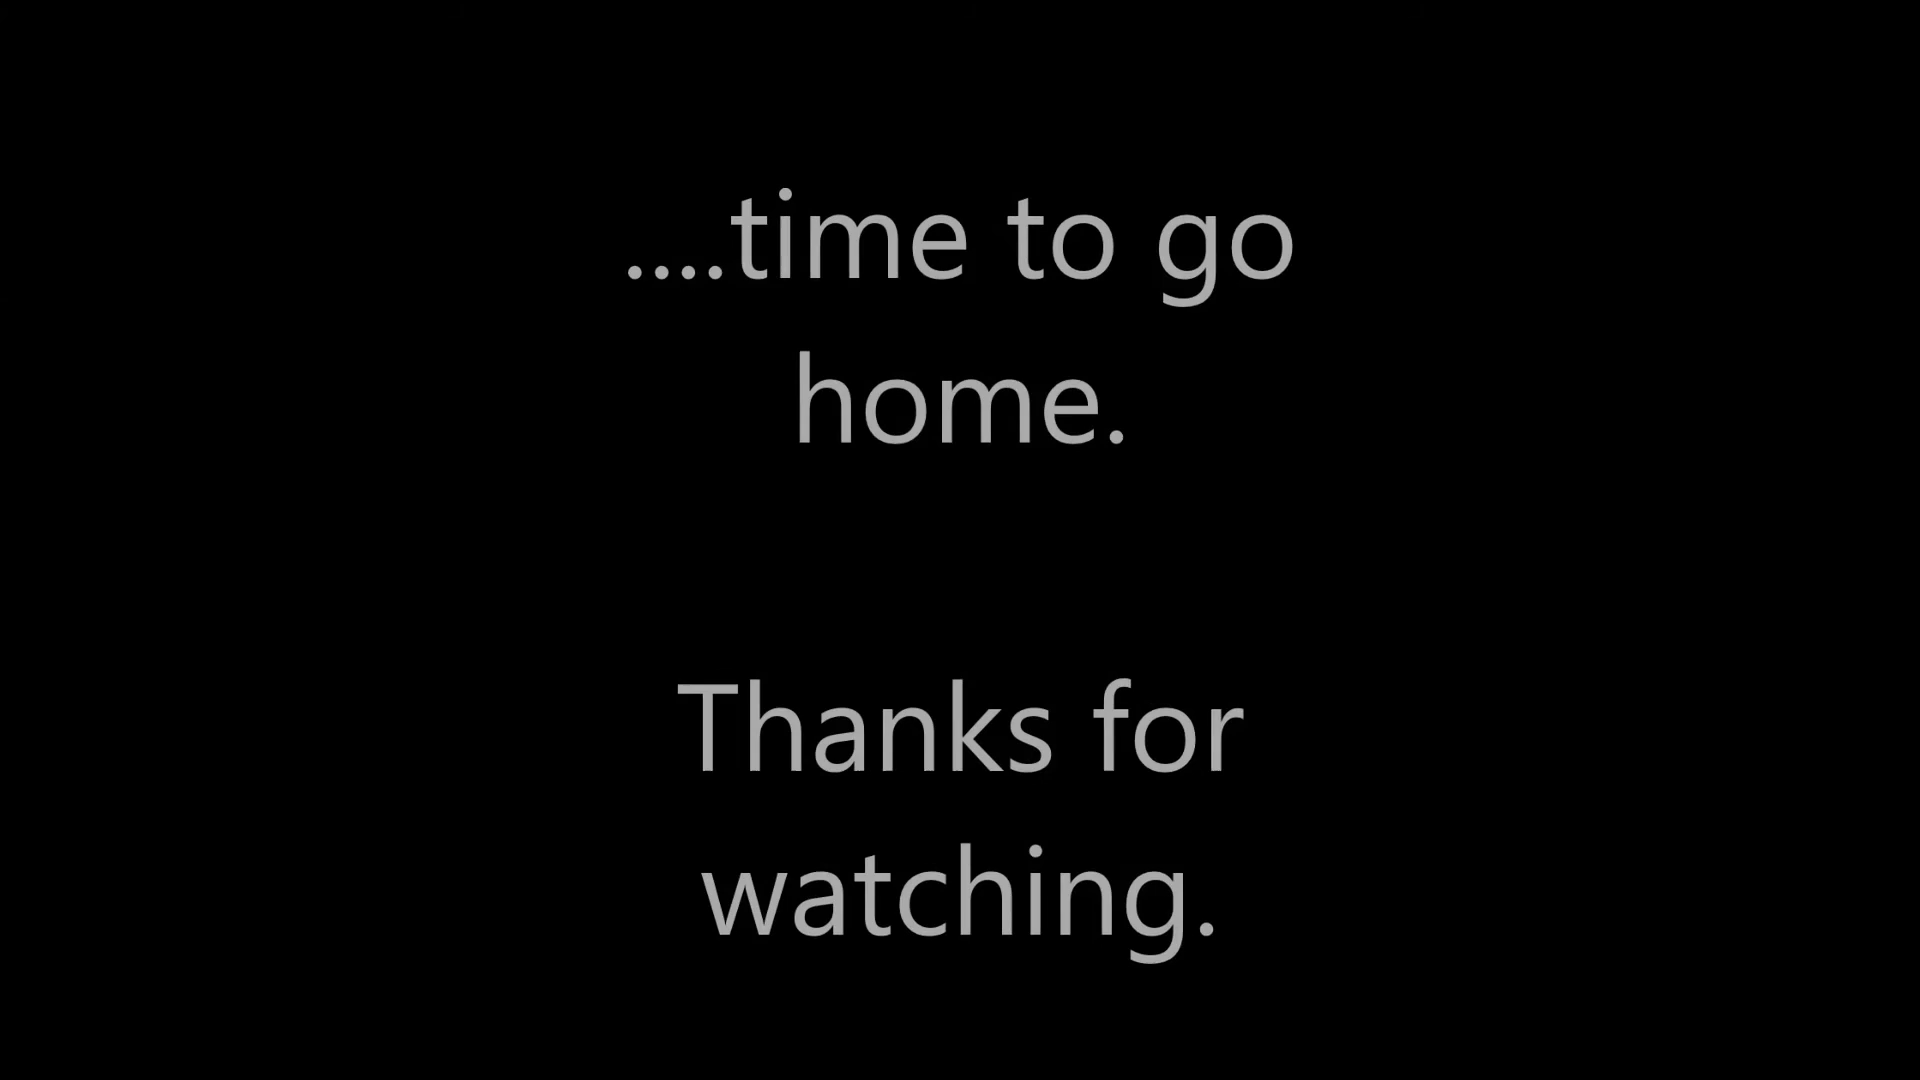 ....time to go
home.
Thanks for
watching.